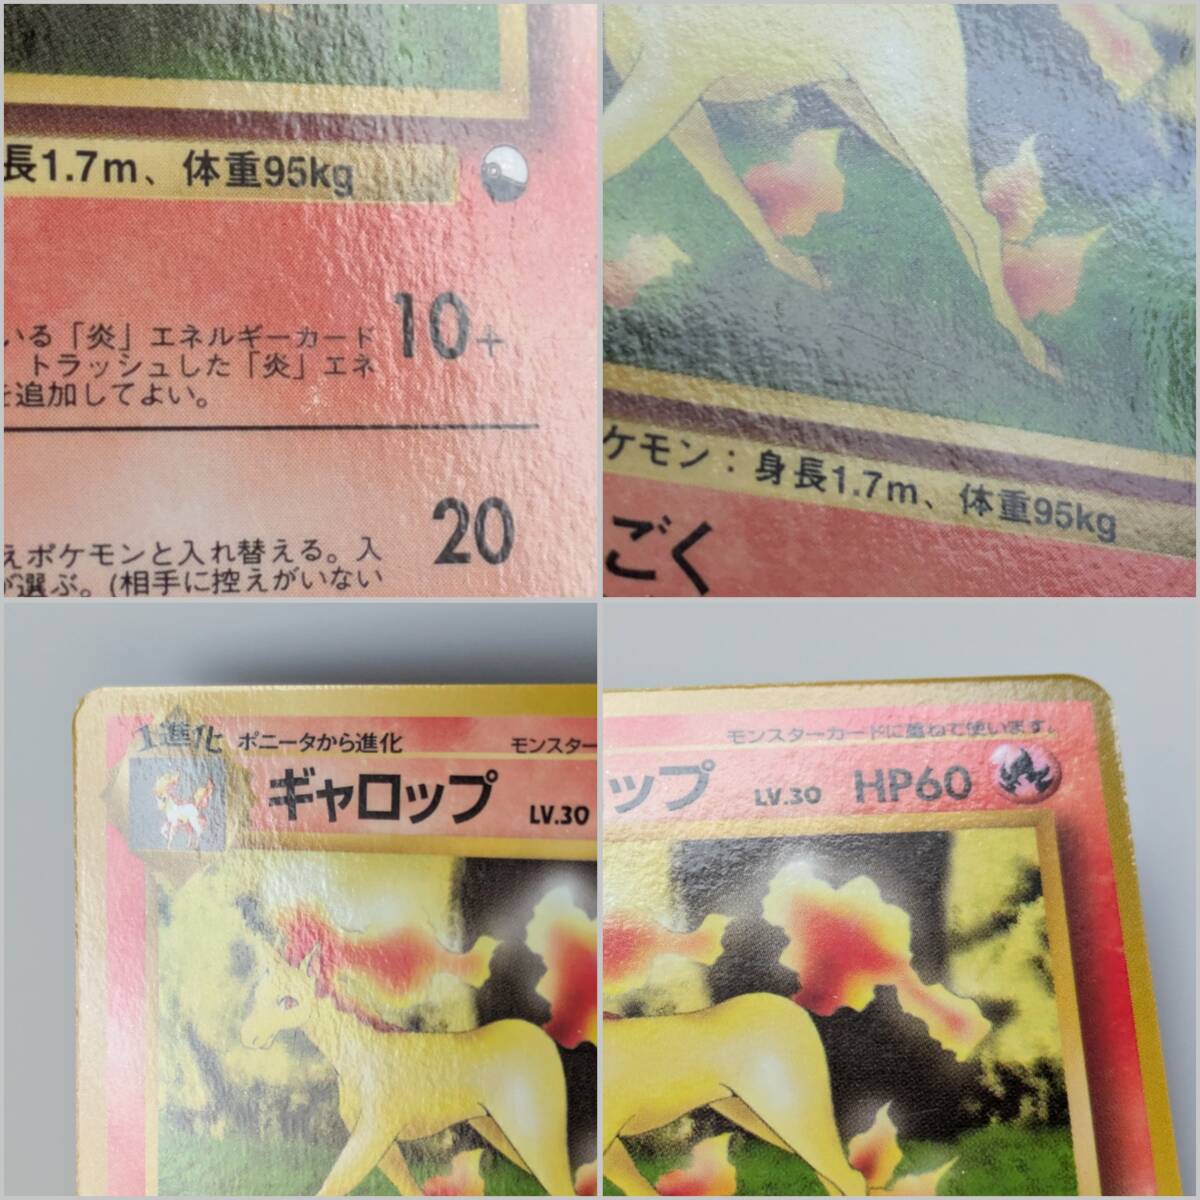 長1.7m、体重95kg
いる「炎」エネルギーカード
トラッシュした「炎」エネ
を追加してよい。
10+
えポケモンと入れ替える。入
が選ぶ。(相手に控えがいない
20
ケモン：身長1.7m、体重95kg
ごく
1進化 ポニータから進化 モンスター
ギャロップ LV.30
モンスターカードに重ねて使います。
ップ LV.30 HP60